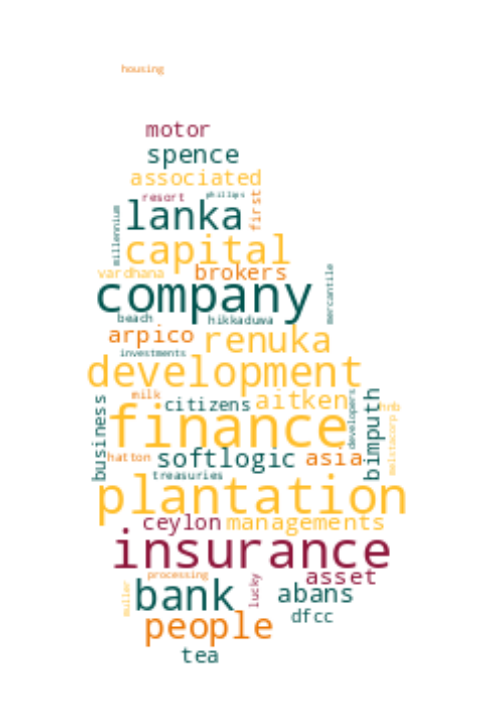 housing
motor
spence
associated
resort phillips
millennium
lanka
first
capital
vardhana brokers
mercantile
company
beach hikkaduwa
arpico renuka
investments
development
milk citizens aitken
developers
business
bimputh
hnb
finance
hatton softlogic asia
treasuries
plantation
ceylon managements
insurance
processing asset
muller
bank
lucky
abans
people dfcc
tea